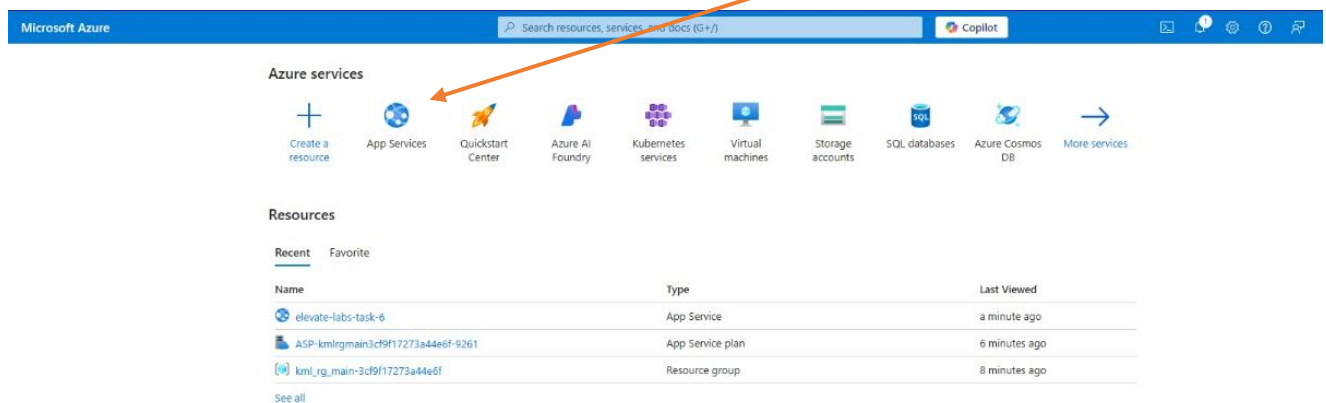 Microsoft Azure
Search resources, services, and docs (G+/)
Copilot
1
Azure services
Create a resource
App Services
Quickstart Center
Azure AI Foundry
Kubernetes services
Virtual machines
Storage accounts
SQL
SQL databases
Azure Cosmos DB
More services
Resources
Recent Favorite
Name Type Last Viewed
elevate-labs-task-6 App Service a minute ago
ASP-kmlrgmain3cf9f17273a44e6f-9261 App Service plan 6 minutes ago
kml_rg_main-3cf9f17273a44e6f Resource group 8 minutes ago
See all